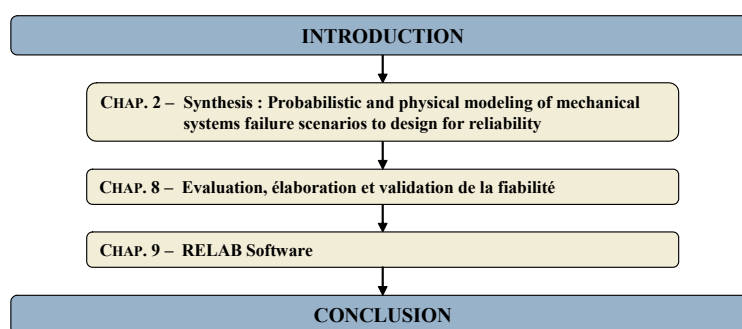 INTRODUCTION
CHAP. 2 – Synthesis : Probabilistic and physical modeling of mechanical
systems failure scenarios to design for reliability
CHAP. 8 – Evaluation, élaboration et validation de la fiabilité
CHAP. 9 – RELAB Software
CONCLUSION